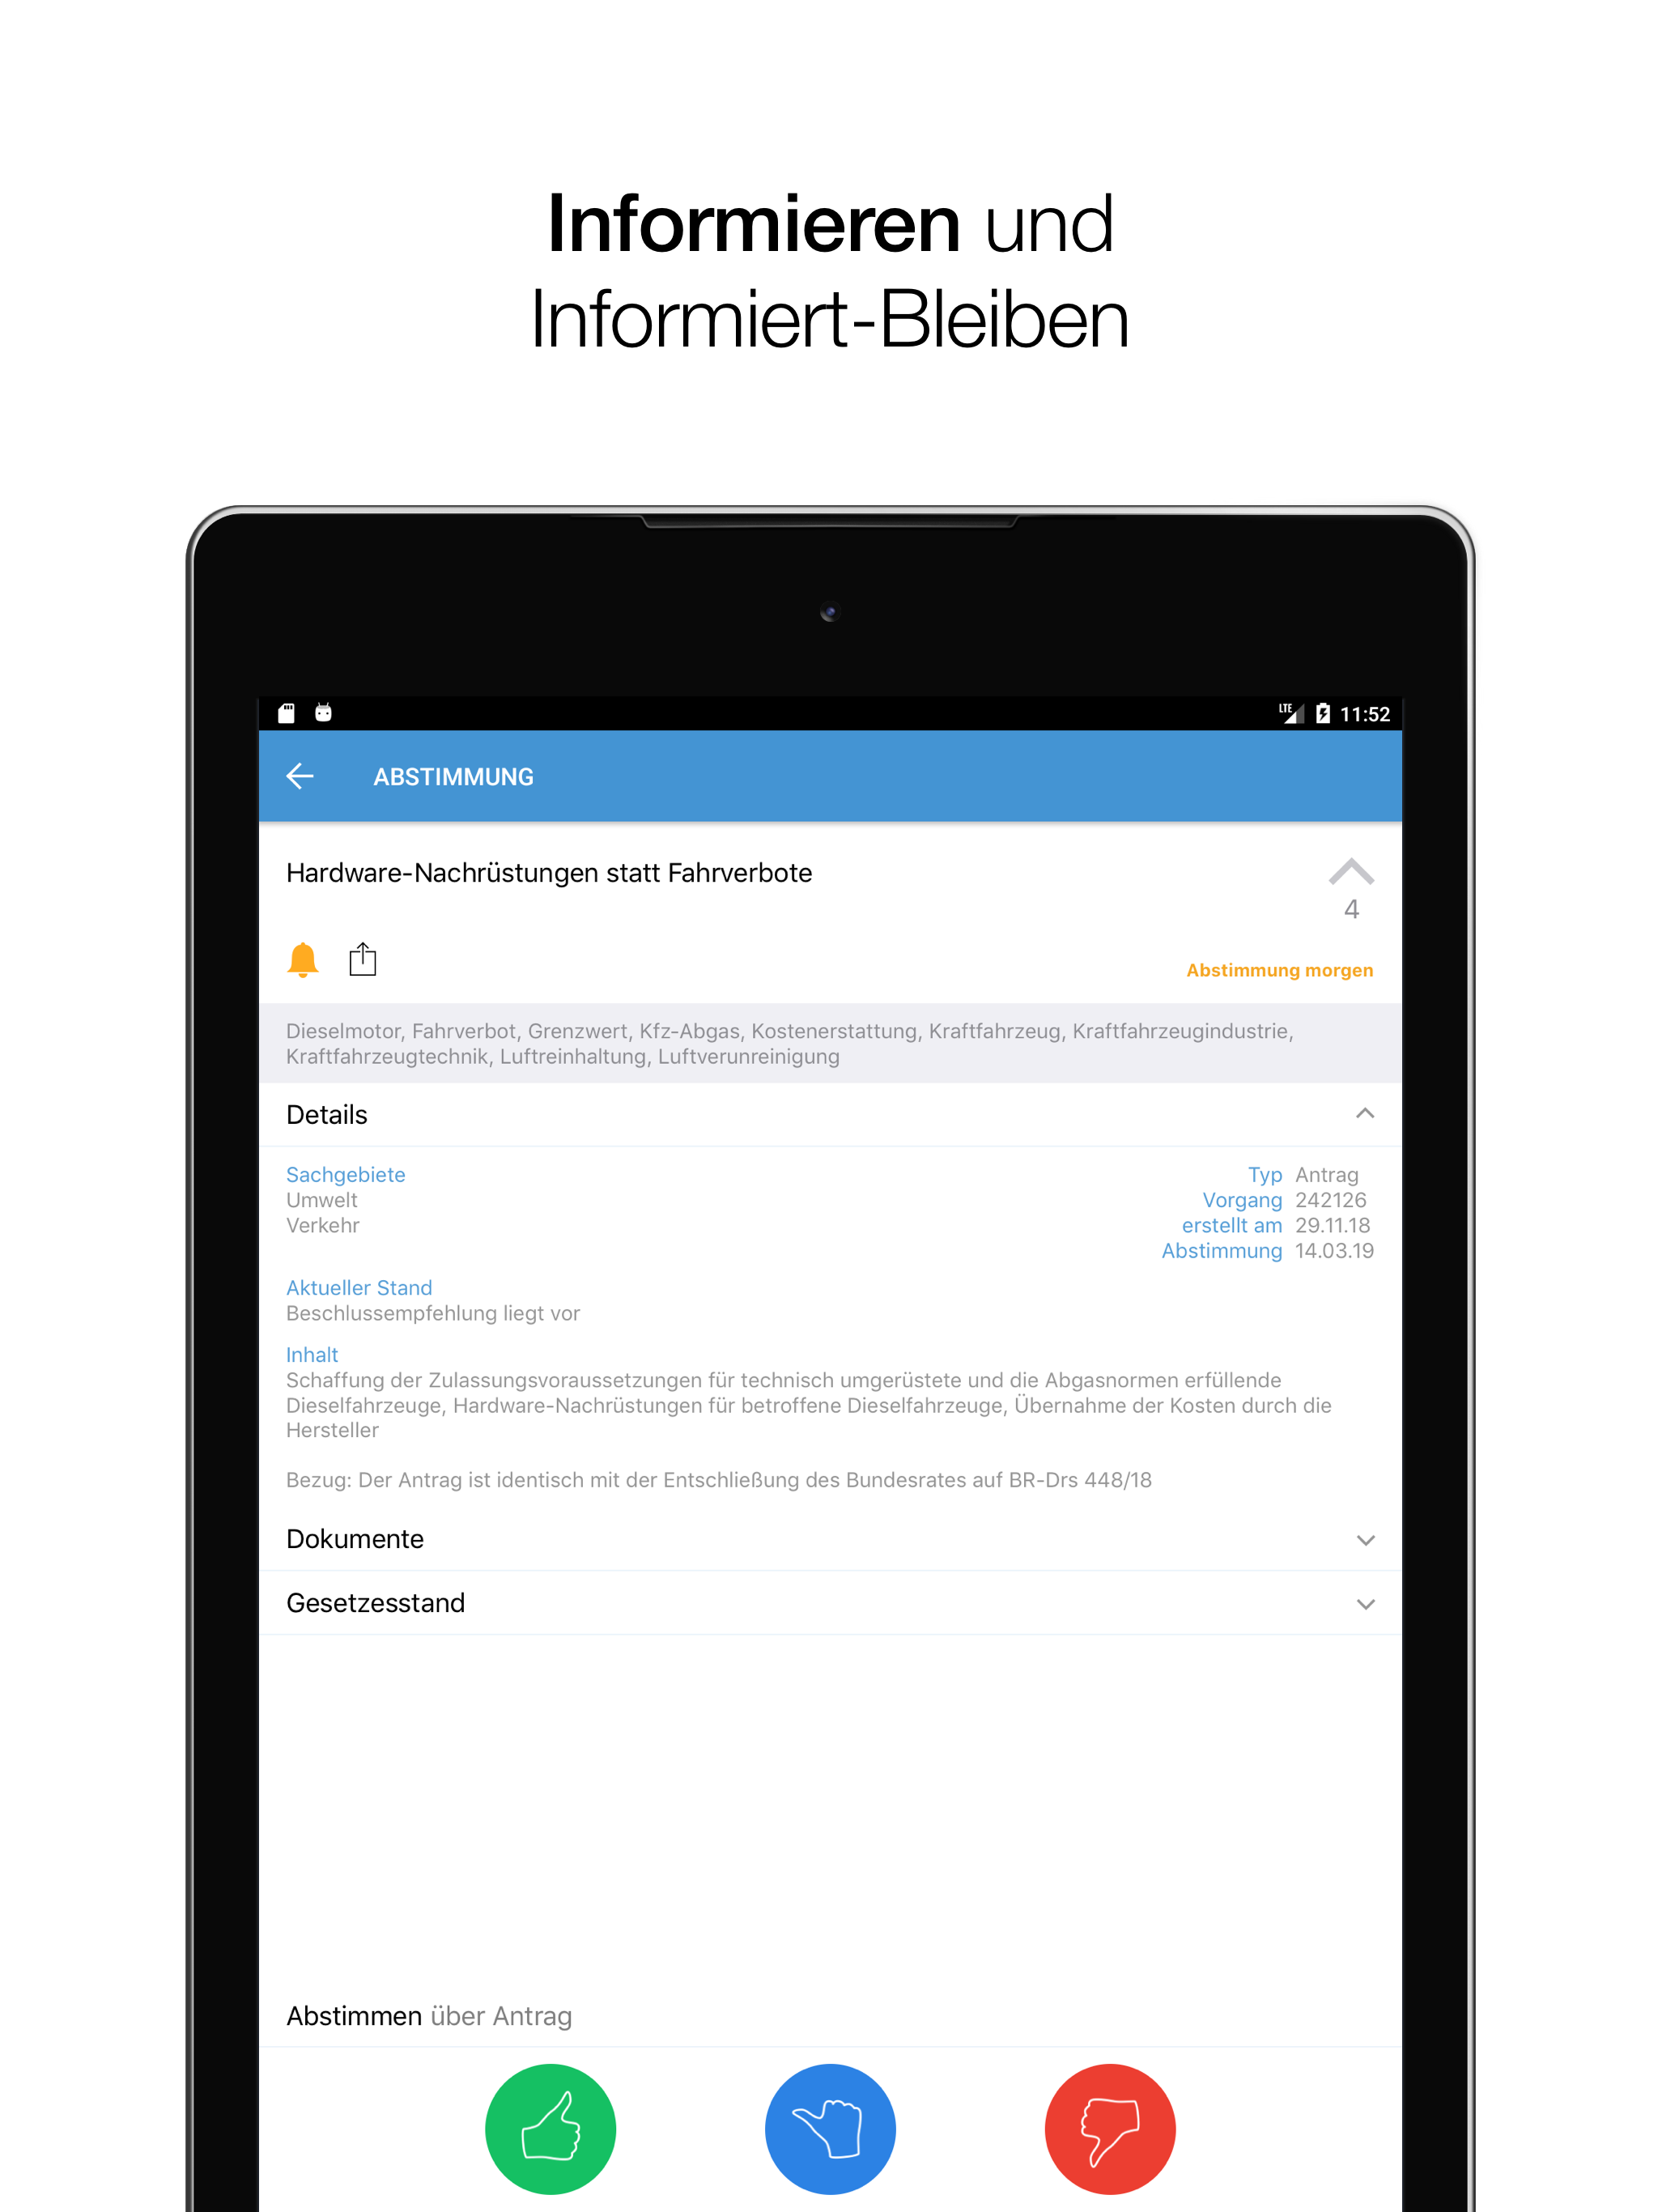 Informieren und
Informiert-Bleiben
LTE 11:52
ABSTIMMUNG
Hardware-Nachrüstungen statt Fahrverbote
4
Abstimmung morgen
Dieselmotor, Fahrverbot, Grenzwert, Kfz-Abgas, Kostenerstattung, Kraftfahrzeug, Kraftfahrzeugindustrie,
Kraftfahrzeugtechnik, Luftreinhaltung, Luftverunreinigung
Details
Sachgebiete Typ Antrag
Umwelt Vorgang 242126
Verkehr erstellt am 29.11.18
Abstimmung 14.03.19
Aktueller Stand
Beschlussempfehlung liegt vor
Inhalt
Schaffung der Zulassungsvoraussetzungen für technisch umgerüstete und die Abgasnormen erfüllende
Dieselfahrzeuge, Hardware-Nachrüstungen für betroffene Dieselfahrzeuge, Übernahme der Kosten durch die
Hersteller
Bezug: Der Antrag ist identisch mit der Entschließung des Bundesrates auf BR-Drs 448/18
Dokumente
Gesetzesstand
Abstimmen über Antrag